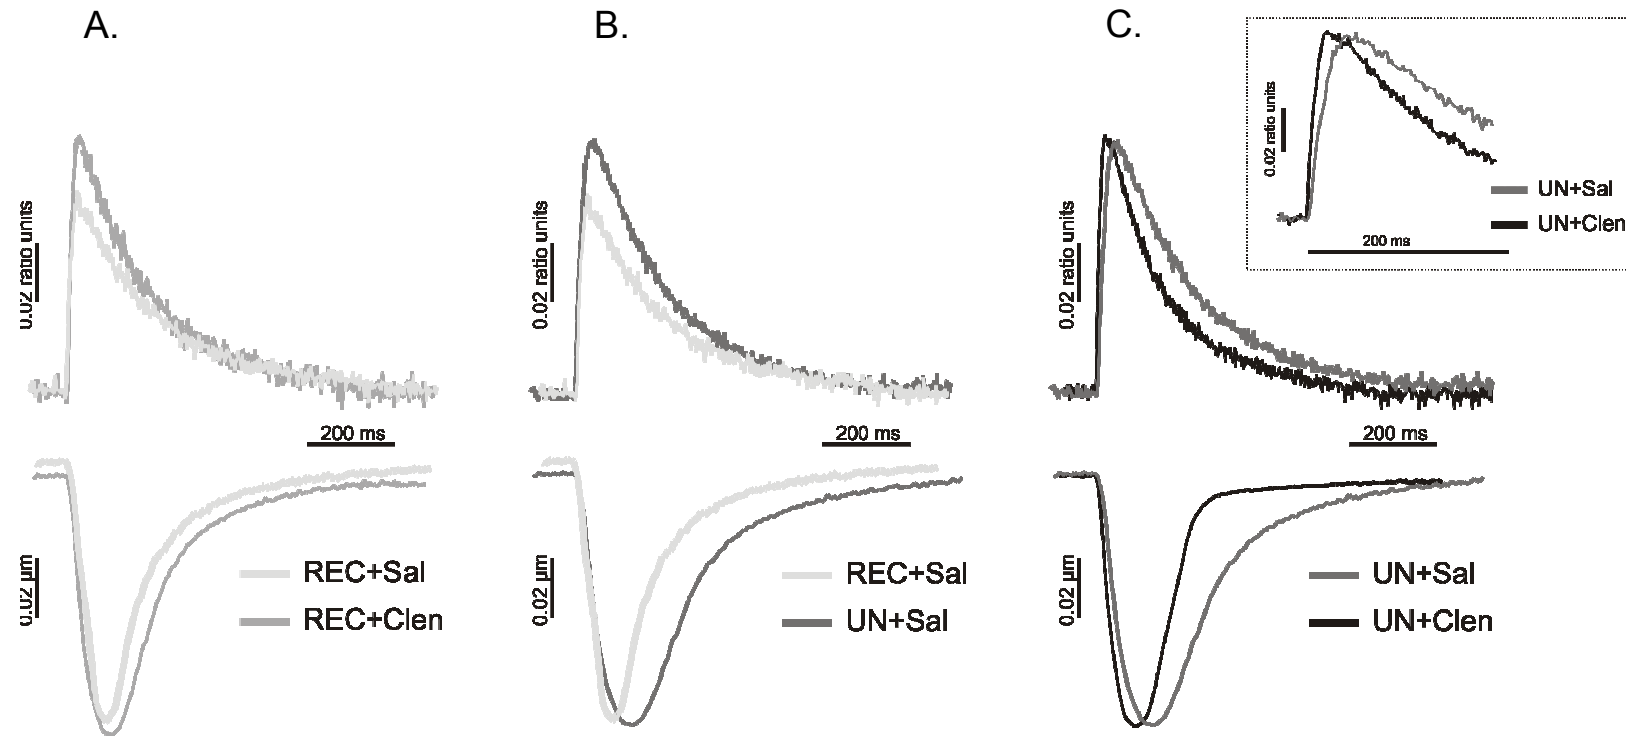 A.
0.02 ratio units
200 ms
0.02 µm
REC+Sal
REC+Clen
B.
0.02 ratio units
200 ms
0.02 µm
REC+Sal
UN+Sal
C.
0.02 ratio units
200 ms
0.02 µm
UN+Sal
UN+Clen
0.02 ratio units
UN+Sal
UN+Clen
200 ms